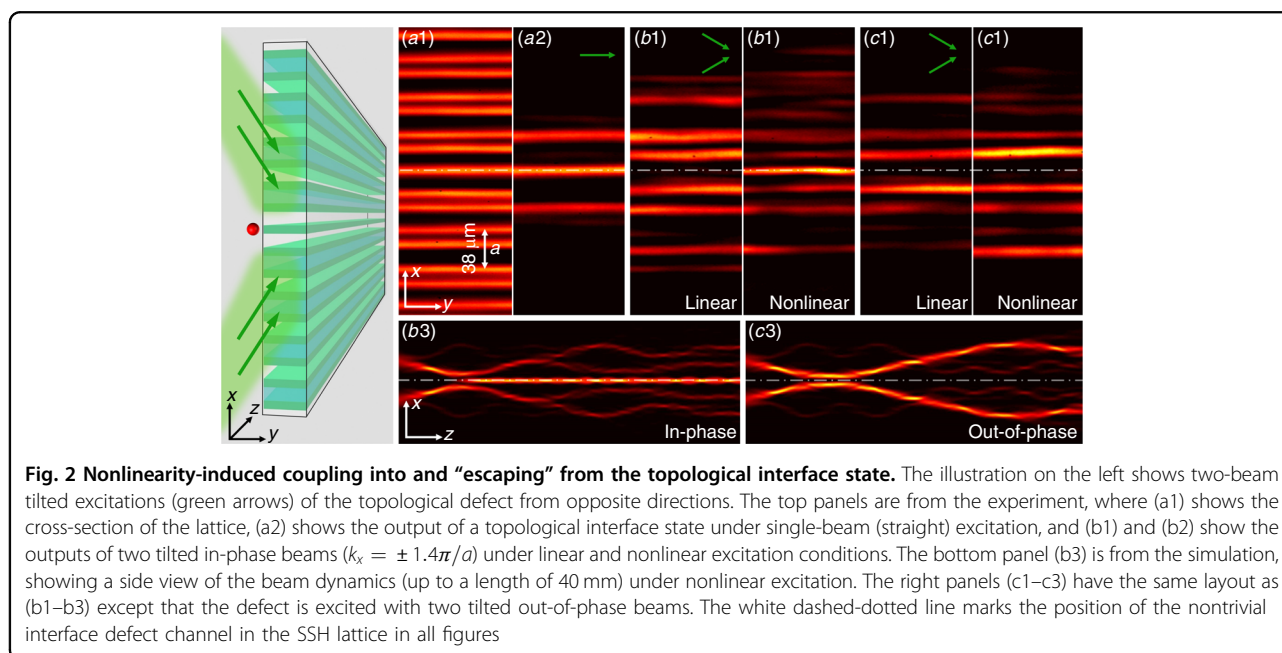 (a1)
(a2)
(b1)
(b1)
(c1)
(c1)
38 μm
a
x
y
Linear
Nonlinear
Linear
Nonlinear
x
z
y
(b3)
x
z
In-phase
(c3)
Out-of-phase
Fig. 2 Nonlinearity-induced coupling into and “escaping” from the topological interface state. The illustration on the left shows two-beam
tilted excitations (green arrows) of the topological defect from opposite directions. The top panels are from the experiment, where (a1) shows the
cross-section of the lattice, (a2) shows the output of a topological interface state under single-beam (straight) excitation, and (b1) and (b2) show the
outputs of two tilted in-phase beams (kₓ = ± 1.4π/a) under linear and nonlinear excitation conditions. The bottom panel (b3) is from the simulation,
showing a side view of the beam dynamics (up to a length of 40 mm) under nonlinear excitation. The right panels (c1–c3) have the same layout as
(b1–b3) except that the defect is excited with two tilted out-of-phase beams. The white dashed-dotted line marks the position of the nontrivial
interface defect channel in the SSH lattice in all figures